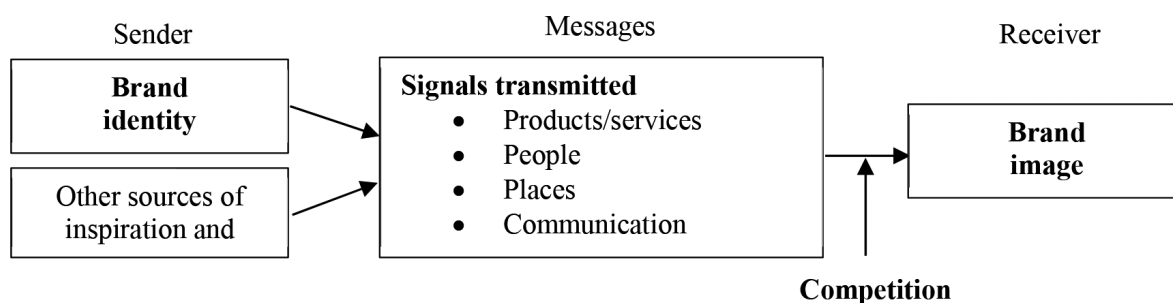 Sender
Messages
Receiver
Brand
identity
Other sources of
inspiration and
Signals transmitted
• Products/services
• People
• Places
• Communication
Brand
image
Competition